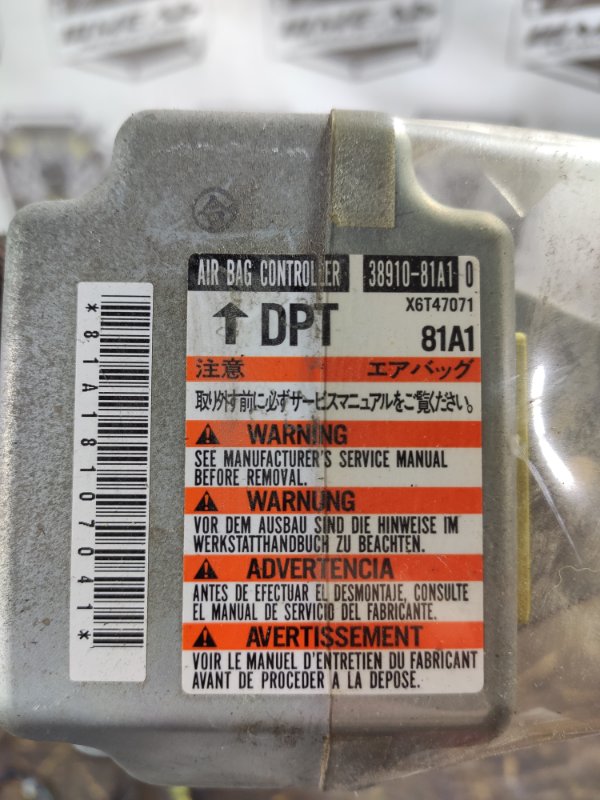 AIR BAG CONTROLLER 38910-81A1 0
X6T47071
↑ DPT 81A1
注意 エアバッグ
取り外す前に必ずサービスマニュアルをご覧ください。
WARNING
SEE MANUFACTURER'S SERVICE MANUAL
BEFORE REMOVAL.
WARNUNG
VOR DEM AUSBAU SIND DIE HINWEISE IM
WERKSTATTHANDBUCH ZU BEACHTEN.
ADVERTENCIA
ANTES DE EFECTUAR EL DESMONTAJE, CONSULTE
EL MANUAL DE SERVICIO DEL FABRICANTE.
AVERTISSEMENT
VOIR LE MANUEL D'ENTRETIEN DU FABRICANT
AVANT DE PROCEDER A LA DEPOSE.
*81A18107041*